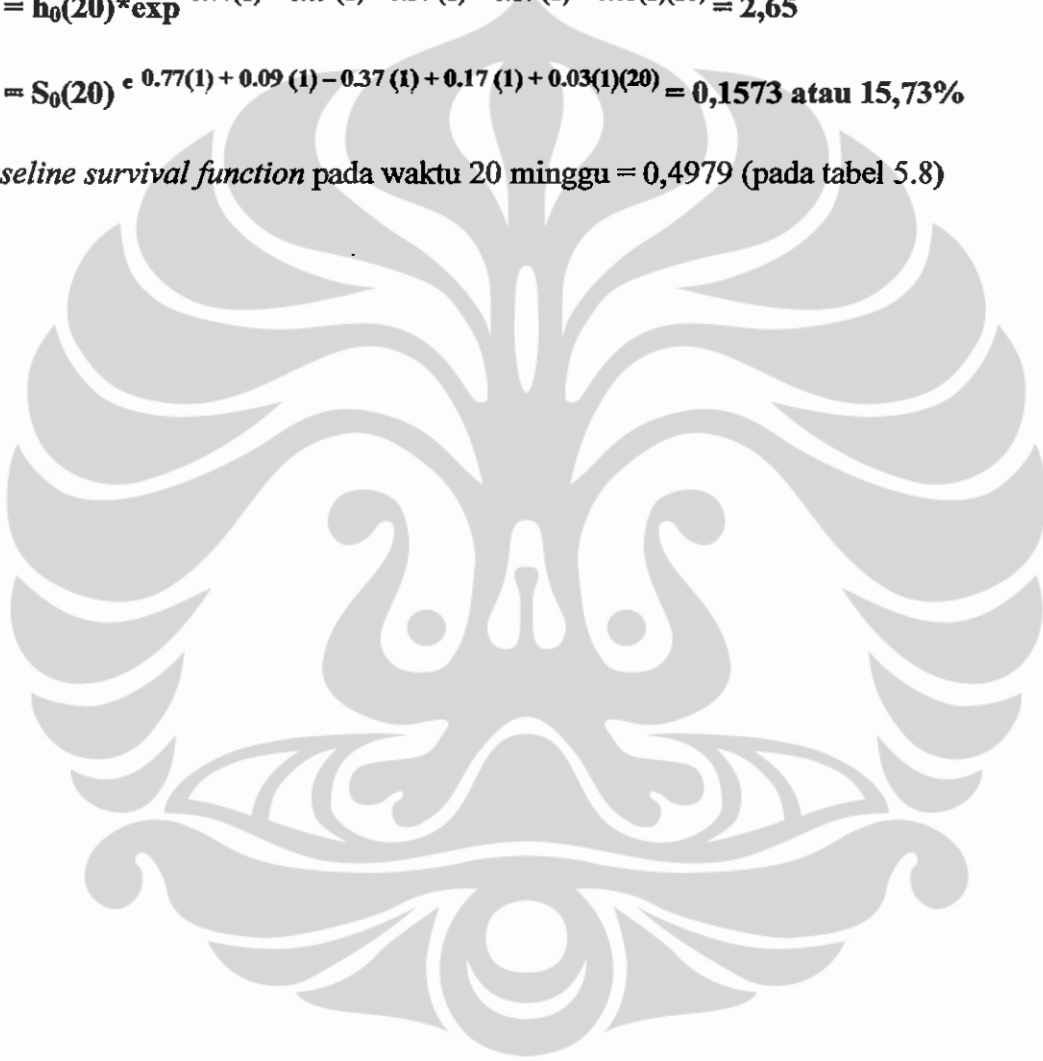 = h₀(20)*exp = 2,65
= S₀(20) e 0.77(1) + 0.09 (1) – 0.37 (1) + 0.17 (1) + 0.03(1)(20) = 0,1573 atau 15,73%
seline survival function pada waktu 20 minggu = 0,4979 (pada tabel 5.8)